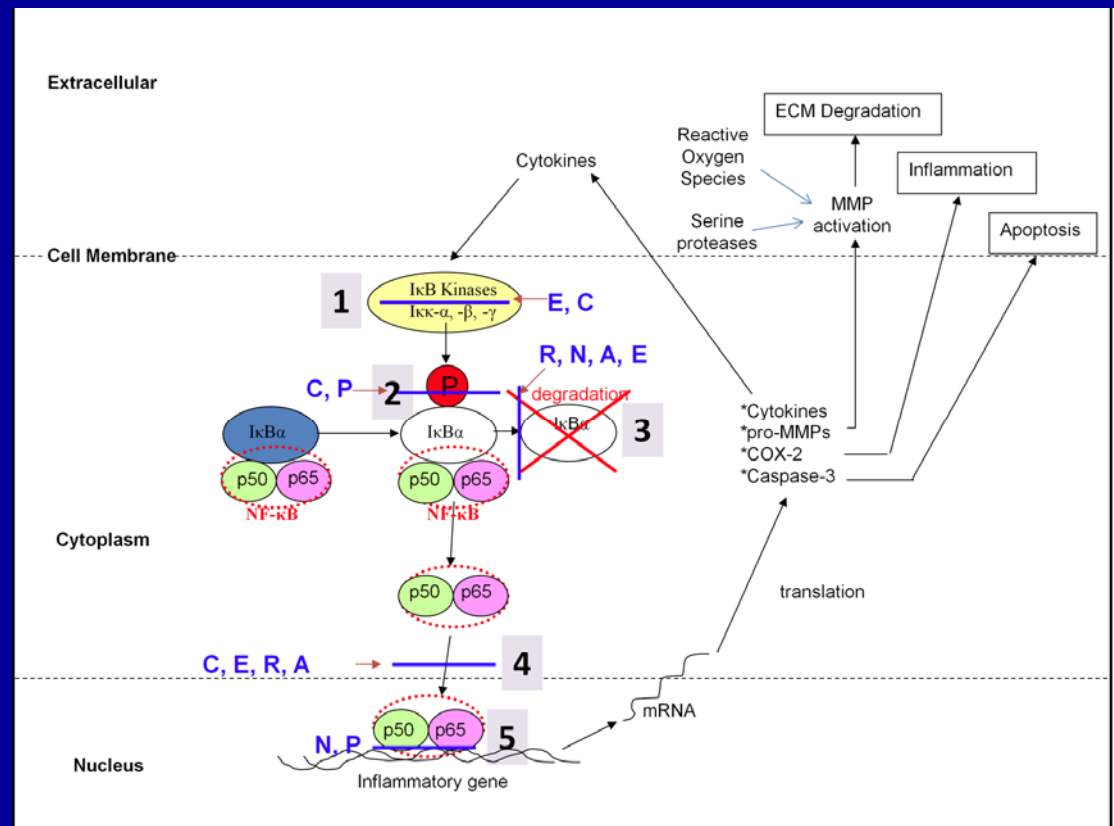 Extracellular
ECM Degradation
Reactive
Oxygen
Species
Cytokines
Inflammation
MMP
activation
Serine
proteases
Apoptosis
Cell Membrane
1
IκB Kinases
Iκκ-α, -β, -γ
E, C
R, N, A, E
C, P
2
P
degradation
IκBα
IκBα
IκBα
3
*Cytokines
*pro-MMPs
*COX-2
*Caspase-3
p50
p65
NF-κB
p50
p65
NF-κB
Cytoplasm
p50
p65
translation
C, E, R, A
4
mRNA
p50
p65
N, P
5
Nucleus
Inflammatory gene